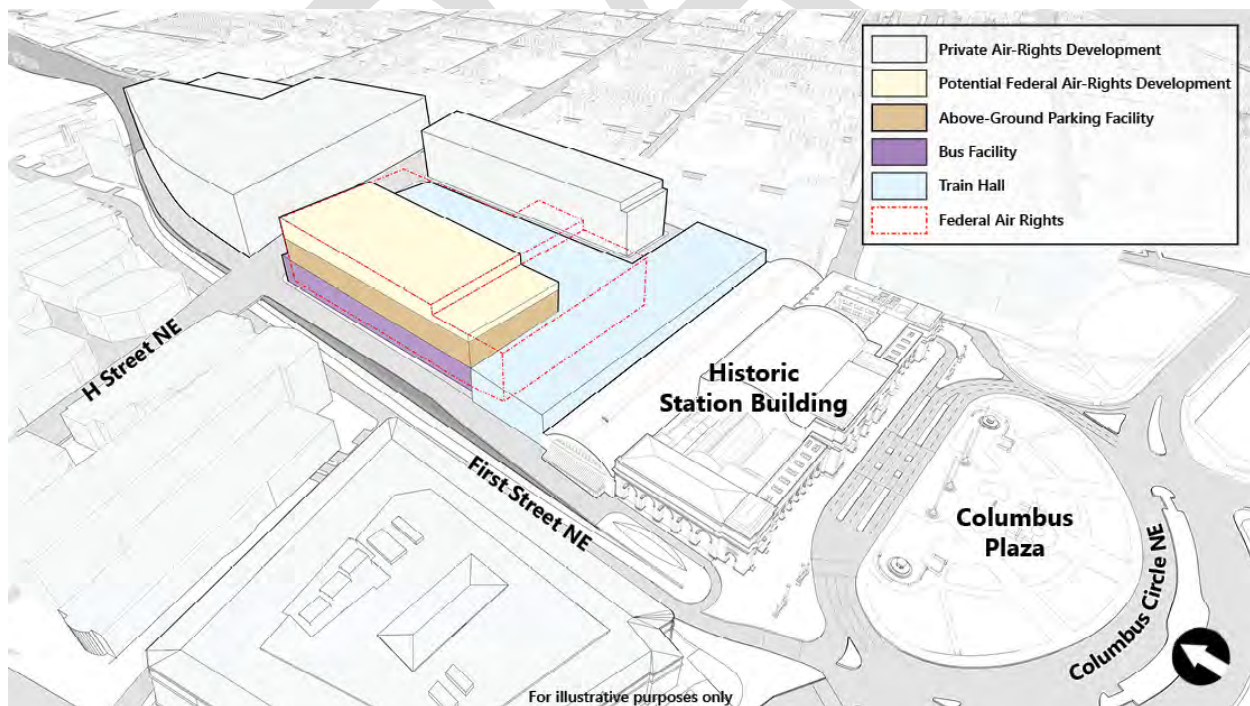 Private Air-Rights Development
Potential Federal Air-Rights Development
Above-Ground Parking Facility
Bus Facility
Train Hall
Federal Air Rights
H Street NE
Historic
Station Building
First Street NE
Columbus
Plaza
Columbus Circle NE
For illustrative purposes only